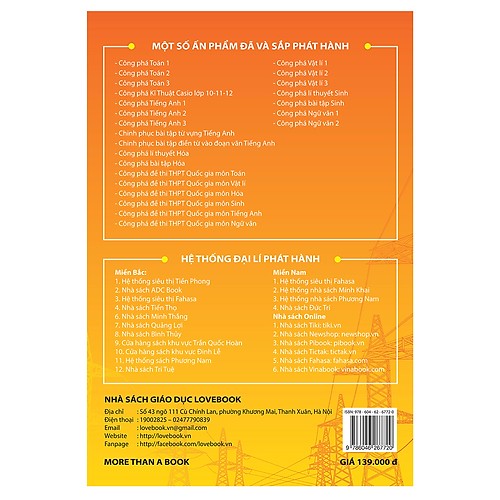 MỘT SỐ ẤN PHẨM ĐÃ VÀ SẮP PHÁT HÀNH
- Công phá Toán 1
- Công phá Toán 2
- Công phá Toán 3
- Công phá Kĩ Thuật Casio lớp 10-11-12
- Công phá Tiếng Anh 1
- Công phá Tiếng Anh 2
- Công phá Tiếng Anh 3
- Chinh phục bài tập từ vựng Tiếng Anh
- Chinh phục bài tập điền từ vào đoạn văn Tiếng Anh
- Công phá lí thuyết Hóa
- Công phá bài tập Hóa
- Công phá đề thi THPT Quốc gia môn Toán
- Công phá đề thi THPT Quốc gia môn Vật lí
- Công phá đề thi THPT Quốc gia môn Hóa
- Công phá đề thi THPT Quốc gia môn Sinh
- Công phá đề thi THPT Quốc gia môn Tiếng Anh
- Công phá đề thi THPT Quốc gia môn Ngữ văn
- Công phá Vật lí 1
- Công phá Vật lí 2
- Công phá Vật lí 3
- Công phá lí thuyết Sinh
- Công phá bài tập Sinh
- Công phá Ngữ văn 1
- Công phá Ngữ văn 2
HỆ THỐNG ĐẠI LÍ PHÁT HÀNH
Miền Bắc:
1. Hệ thống siêu thị Tiền Phong
2. Nhà sách ADC Book
3. Hệ thống siêu thị Fahasa
4. Nhà sách Tiến Thọ
6. Nhà sách Minh Thắng
7. Nhà sách Quảng Lợi
8. Nhà sách Bình Thủy
9. Cửa hàng sách khu vực Trần Quốc Hoàn
10. Cửa hàng sách khu vực Đinh Lễ
11. Hệ thống siêu thị Phương Nam
12. Nhà sách Trí Tuệ
Miền Nam
1. Hệ thống siêu thị Fahasa
2. Hệ thống nhà sách Minh Khai
3. Hệ thống nhà sách Phương Nam
4. Nhà sách Đức Trí
Nhà sách Online
1. Nhà sách Tiki: tiki.vn
2. Nhà sách Newshop: newshop.vn
3. Nhà sách Pibook: pibook.vn
4. Nhà sách Tictak: tictak.vn
5. Nhà sách Fahasa: fahasa.com
6. Nhà sách Vinabook: vinabook.com
NHÀ SÁCH GIÁO DỤC LOVEBOOK
Địa chỉ : Số 43 ngõ 111 Cù Chính Lan, phường Khương Mai, Thanh Xuân, Hà Nội
Điện thoại : 19002825 – 02477790839
Email : lovebook.vn@gmail.com
Website : http://lovebook.vn
Fanpage : http://facebook.com/lovebook.vn
MORE THAN A BOOK
ISBN: 978 - 604 - 62 - 6772 0
9 786046 267720
GIÁ 139.000 đ